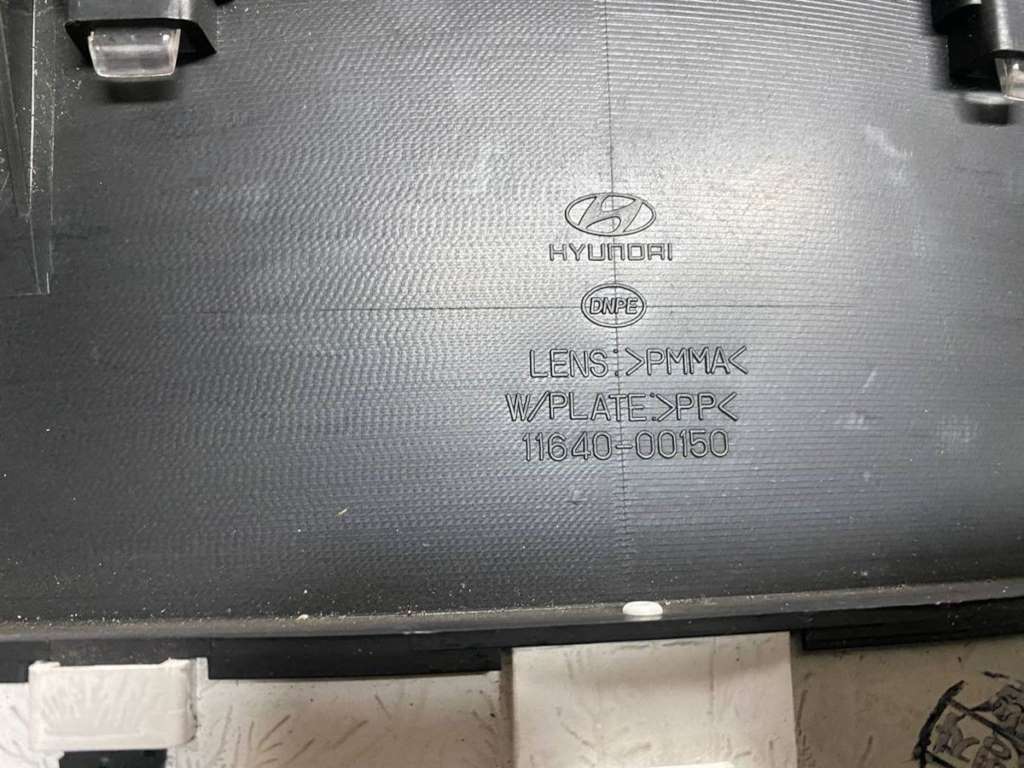 HYUNDAI
DNPE
LENS:>PMMA<
W/PLATE:>PP<
11640-00150